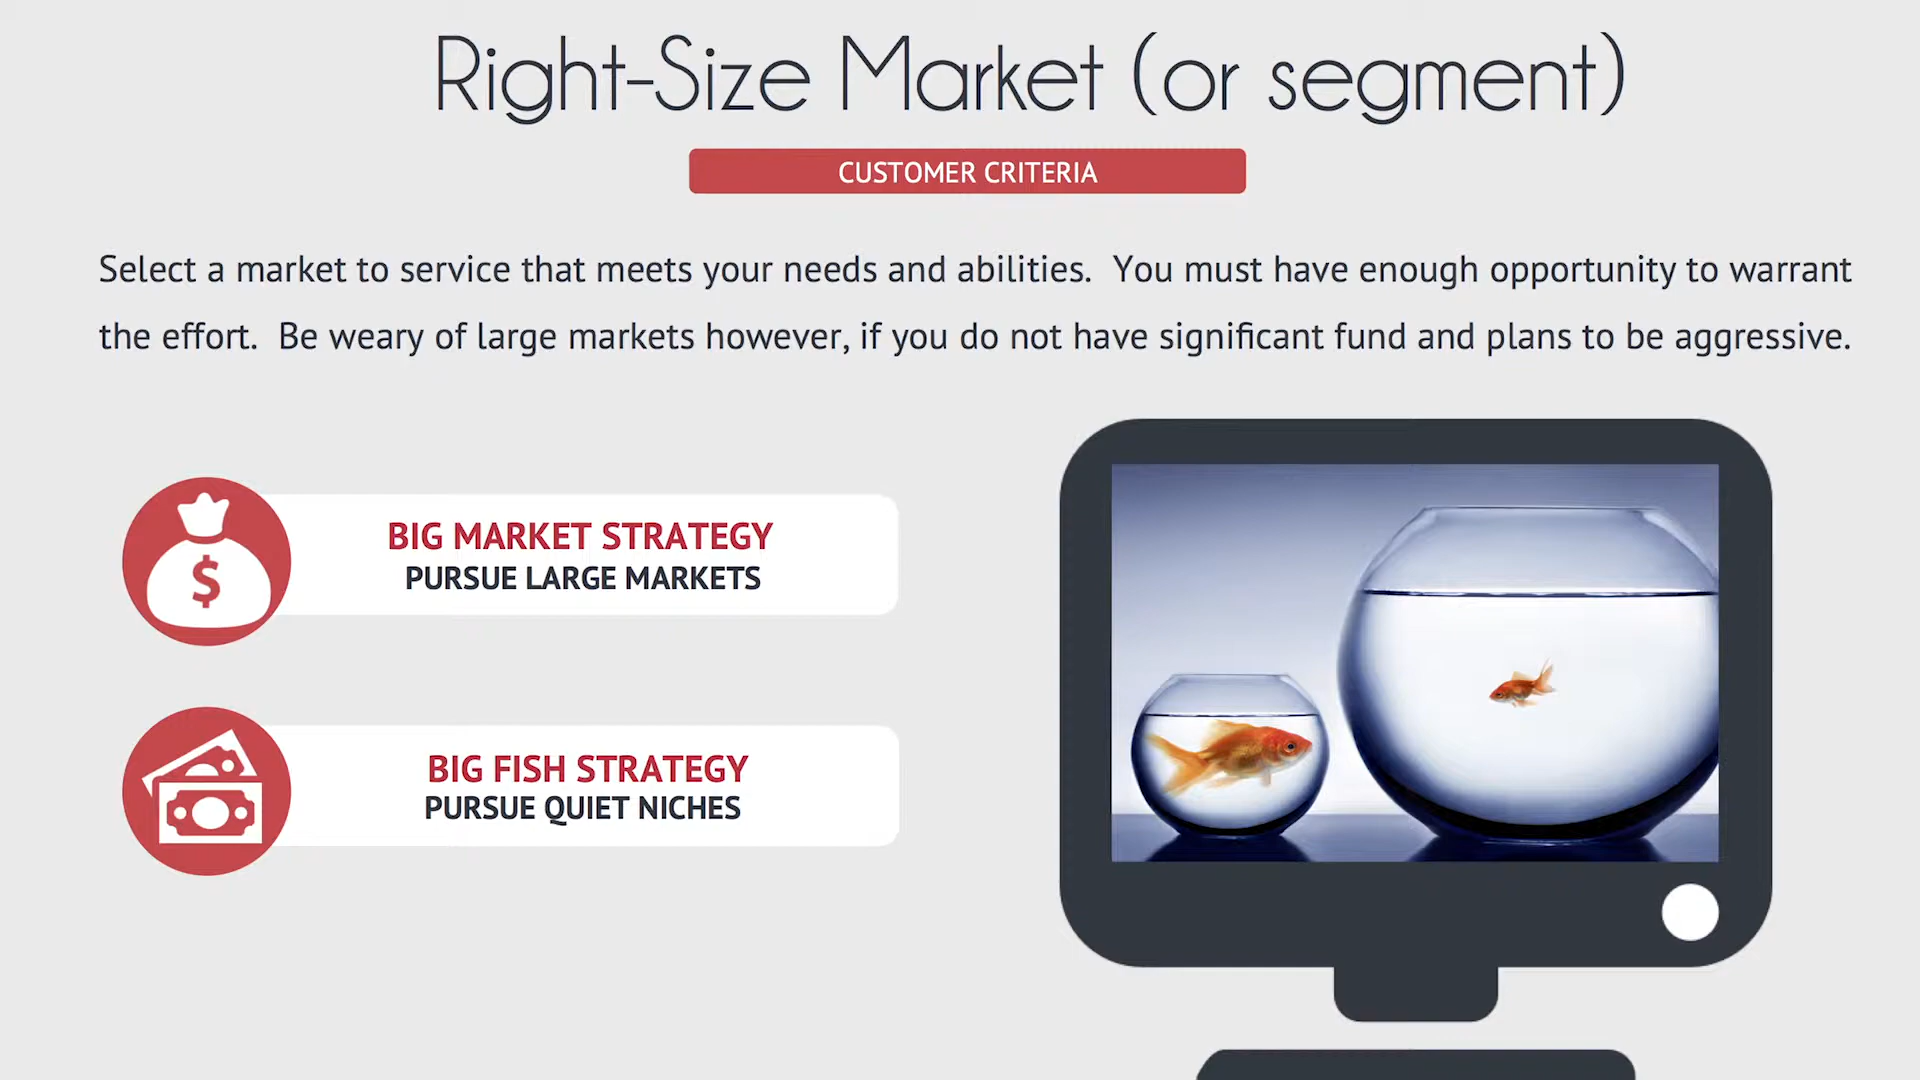 Right-Size Market (or segment)
CUSTOMER CRITERIA
Select a market to service that meets your needs and abilities.  You must have enough opportunity to warrant
the effort.  Be weary of large markets however, if you do not have significant fund and plans to be aggressive.
$
BIG MARKET STRATEGY
PURSUE LARGE MARKETS
BIG FISH STRATEGY
PURSUE QUIET NICHES